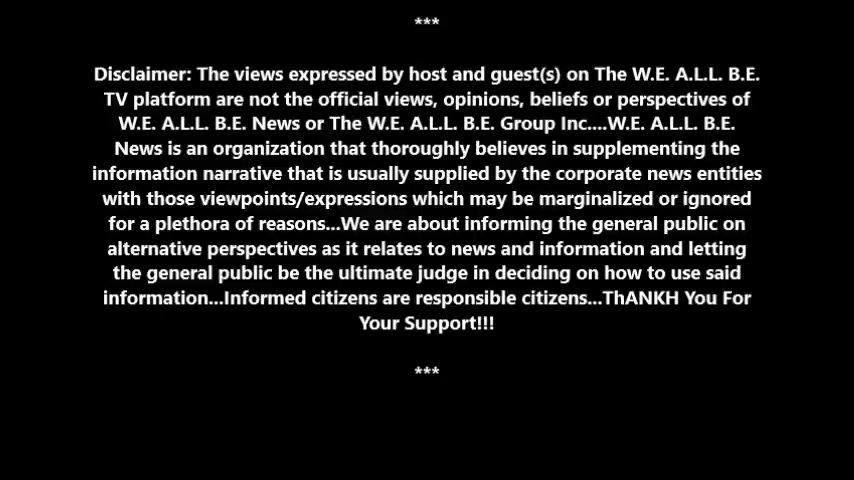 ***
Disclaimer: The views expressed by host and guest(s) on The W.E. A.L.L. B.E.
TV platform are not the official views, opinions, beliefs or perspectives of
W.E. A.L.L. B.E. News or The W.E. A.L.L. B.E. Group Inc....W.E. A.L.L. B.E.
News is an organization that thoroughly believes in supplementing the
information narrative that is usually supplied by the corporate news entities
with those viewpoints/expressions which may be marginalized or ignored
for a plethora of reasons...We are about informing the general public on
alternative perspectives as it relates to news and information and letting
the general public be the ultimate judge in deciding on how to use said
information...Informed citizens are responsible citizens...ThANKH You For
Your Support!!!
***